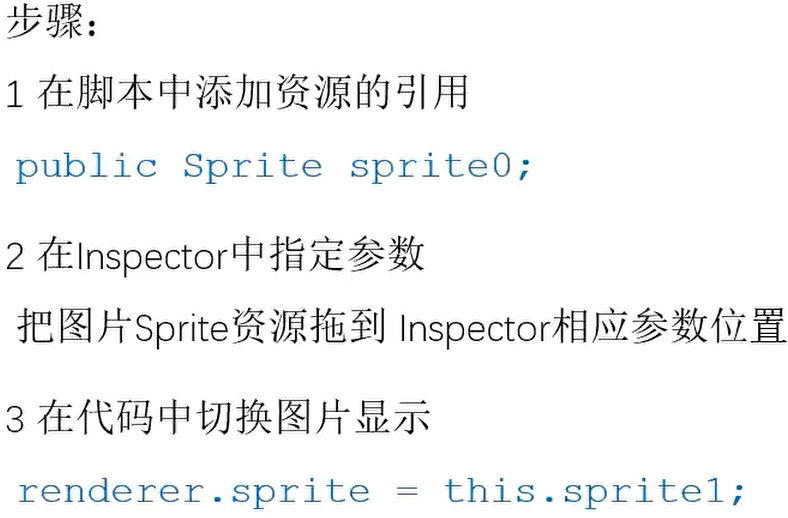 步骤：
1 在脚本中添加资源的引用
public Sprite sprite0;
2 在Inspector中指定参数
把图片Sprite资源拖到 Inspector相应参数位置
3 在代码中切换图片显示
renderer.sprite = this.sprite1;